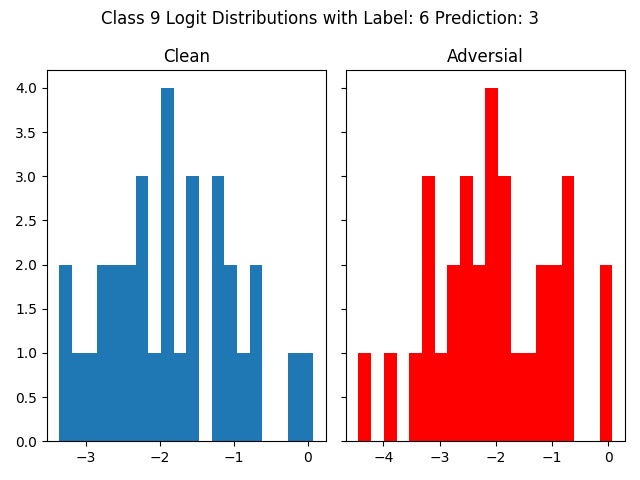 Class 9 Logit Distributions with Label: 6 Prediction: 3
Clean
Adversial
4.0
3.5
3.0
2.5
2.0
1.5
1.0
0.5
0.0
−3 −2 −1 0
−4 −3 −2 −1 0